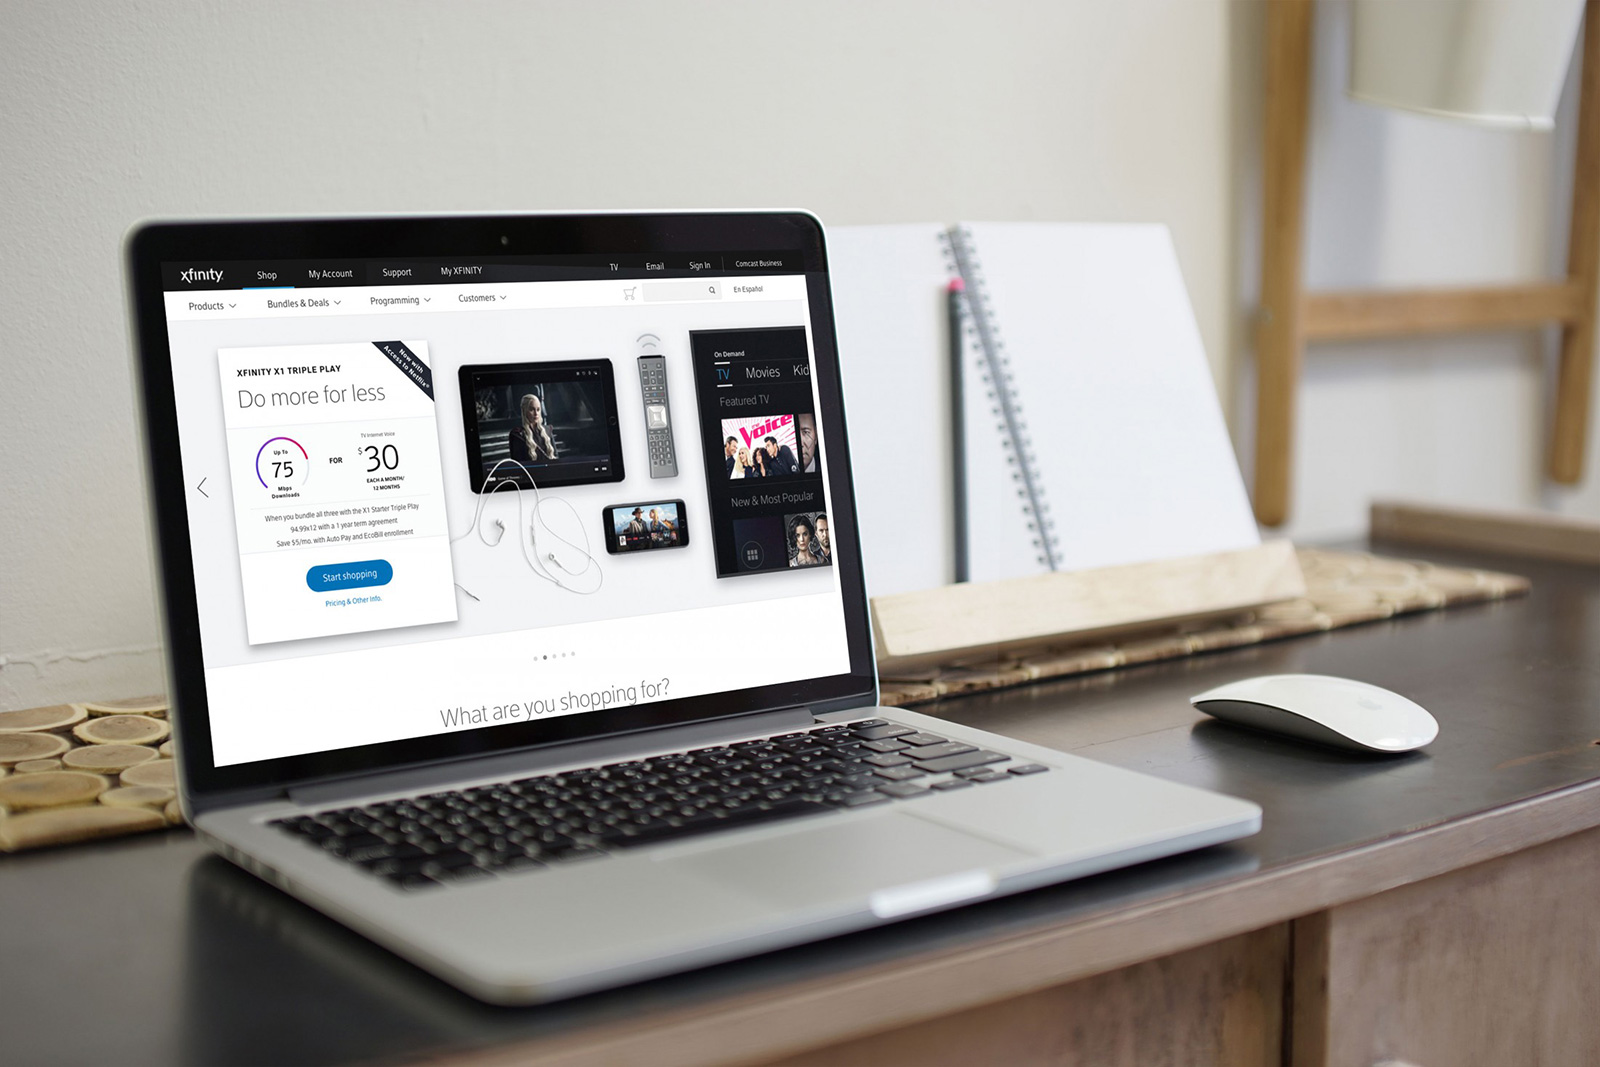 xfinity
Shop
My Account
Support
My XFINITY
TV
Email
Sign In
Comcast Business
Products
Bundles & Deals
Programming
Customers
En Español
XFINITY X1 TRIPLE PLAY
Now with
Access to Netflix®
Do more for less
Up To
75
Mbps
Downloads
FOR
TV Internet Voice
$30
EACH A MONTH/
12 MONTHS
When you bundle all three with the X1 Starter Triple Play
94.99x12 with a 1 year term agreement
Save $5/mo. with Auto Pay and EcoBill enrollment
Start shopping
Pricing & Other Info.
On Demand
TV
Movies
Kid
Featured TV
the Voice
New & Most Popular
What are you shopping for?